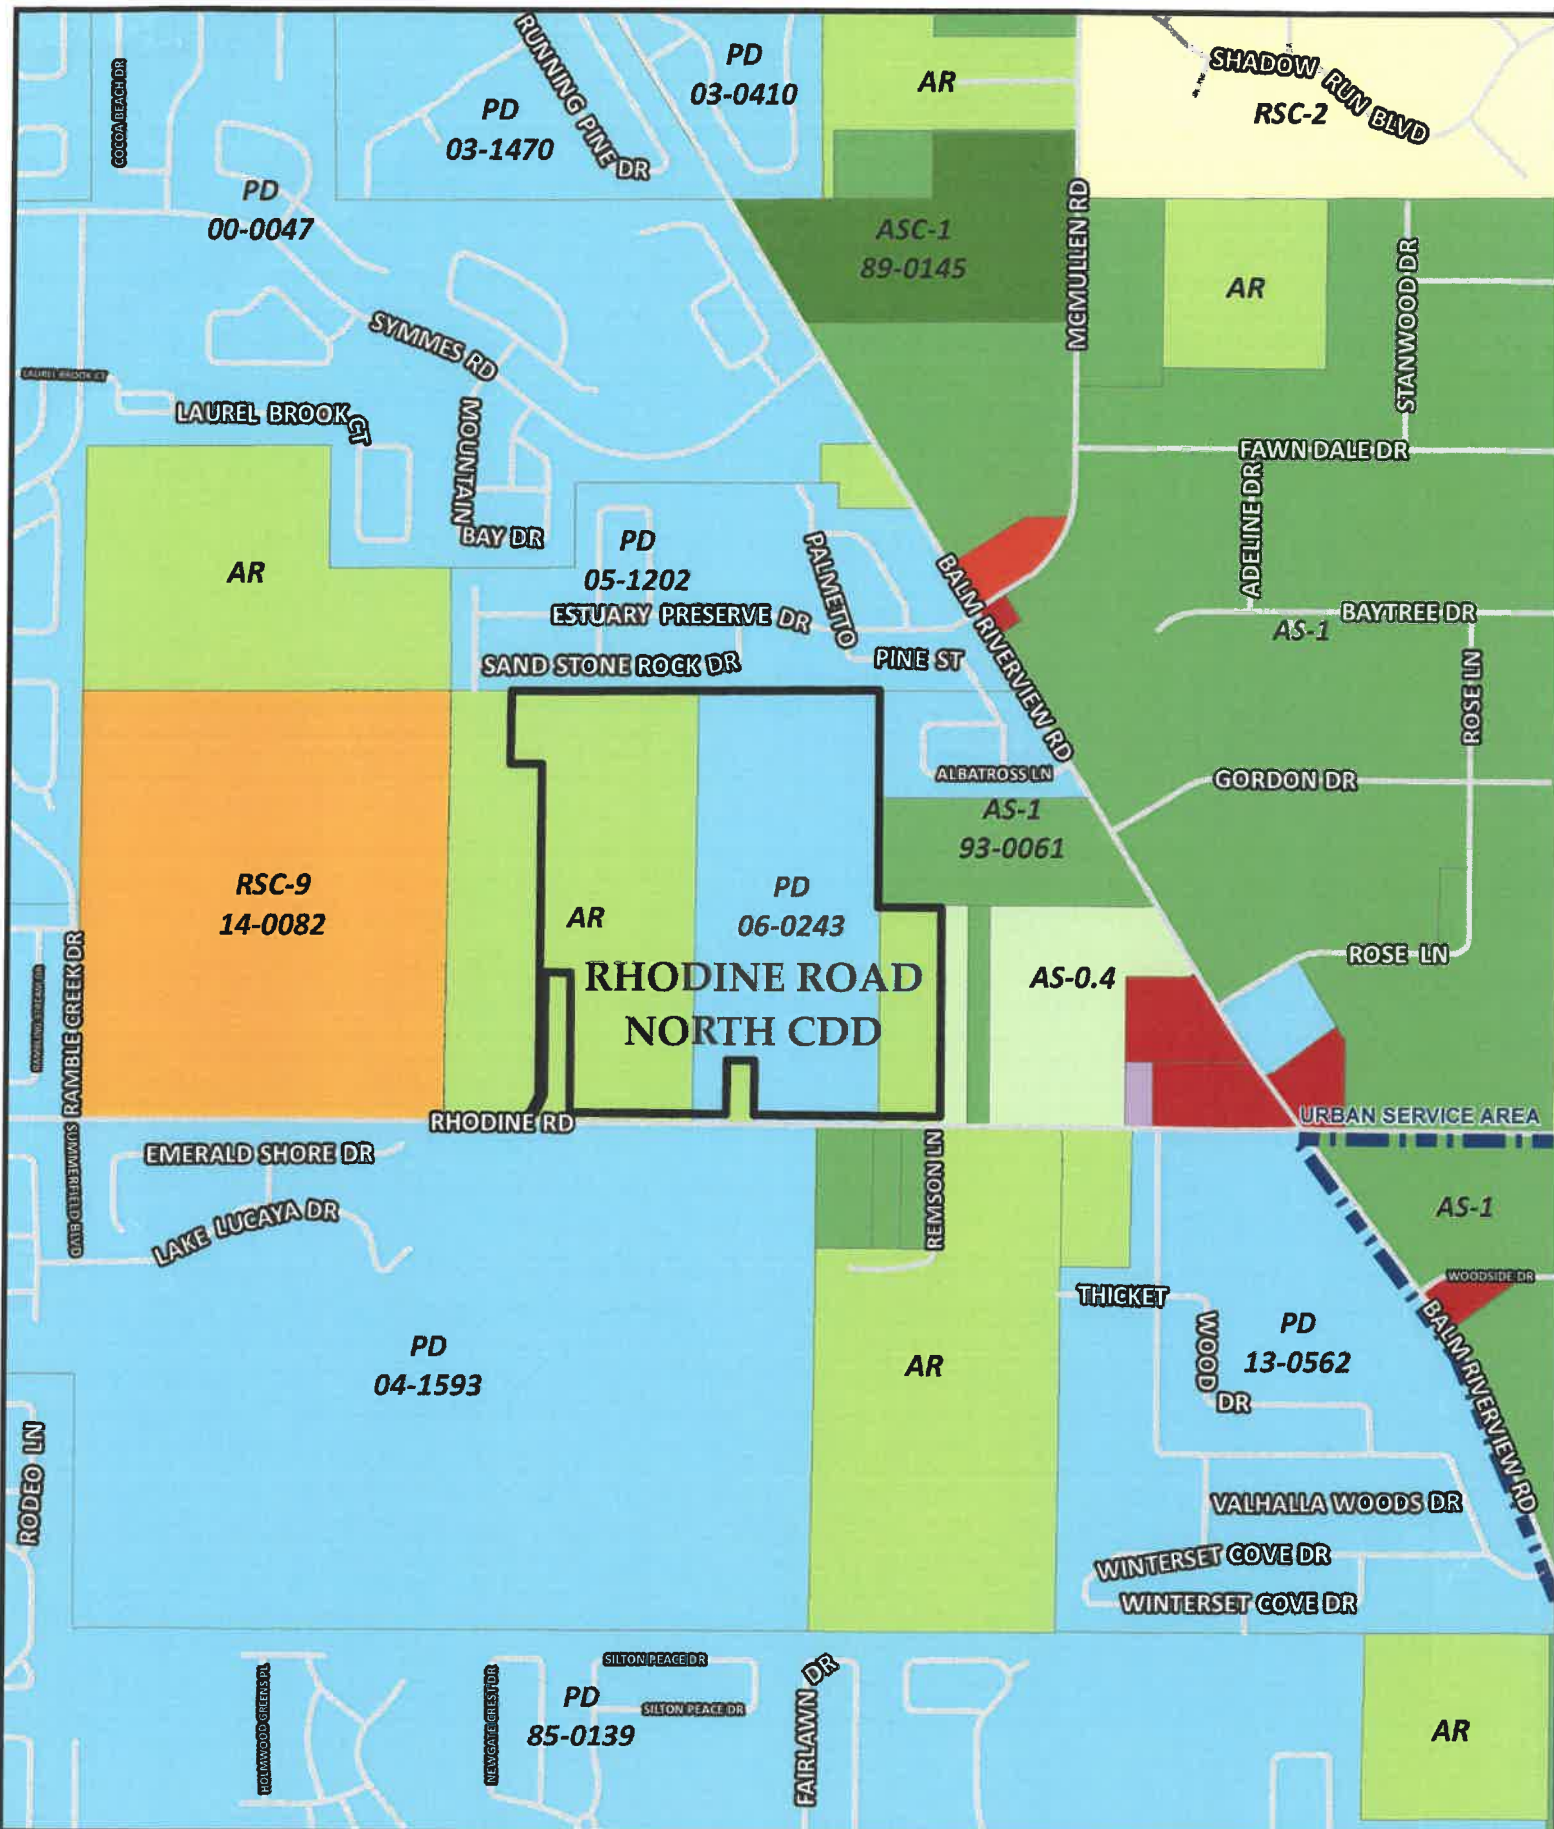 COCOA BEACH DR
RUNNING PINE DR
PD
03-1470
PD
03-0410
AR
SHADOW RUN BLVD
RSC-2
PD
00-0047
ASC-1
89-0145
MCMULLEN RD
AR
STANWOOD DR
SYMMES RD
LAUREL BROOK CT
LAUREL BROOK CT
MOUNTAIN
BAY DR
FAWN DALE DR
ADELINE DR
AR
PD
05-1202
PALMETTO
PINE ST
BALM RIVERVIEW RD
ESTUARY PRESERVE DR
SAND STONE ROCK DR
BAYTREE DR
AS-1
ROSE LN
ALBATROSS LN
GORDON DR
AS-1
93-0061
RSC-9
14-0082
AR
PD
06-0243
RHODINE ROAD
NORTH CDD
AS-0.4
ROSE LN
RAMBLE CREEK DR
SUMMERFIELD BLVD
RHODINE RD
URBAN SERVICE AREA
EMERALD SHORE DR
LAKE LUCAYA DR
REMSON LN
AS-1
WOODSIDE DR
THICKET
WOOD
DR
PD
13-0562
BALM RIVERVIEW RD
PD
04-1593
AR
RODEO LN
VALHALLA WOODS DR
WINTERSET COVE DR
WINTERSET COVE DR
HOLMWOOD GREENS PL
NEWGATE CREST DR
SILTON PEACE DR
SILTON PEACE DR
PD
85-0139
FAIRLAWN DR
AR